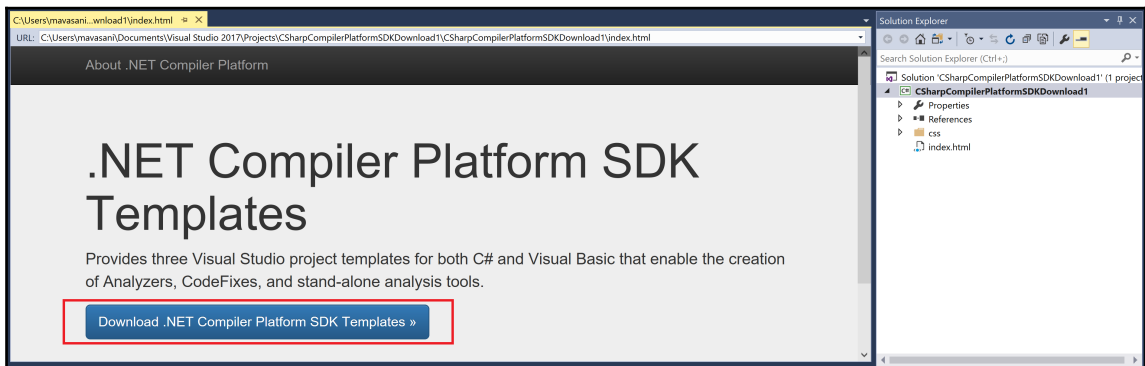 C:\Users\mavasani...wnload1\index.html
URL: C:\Users\mavasani\Documents\Visual Studio 2017\Projects\CSharpCompilerPlatformSDKDownload1\CSharpCompilerPlatformSDKDownload1\index.html
About .NET Compiler Platform
.NET Compiler Platform SDK
Templates
Provides three Visual Studio project templates for both C# and Visual Basic that enable the creation
of Analyzers, CodeFixes, and stand-alone analysis tools.
Download .NET Compiler Platform SDK Templates »
Solution Explorer
Search Solution Explorer (Ctrl+;)
Solution 'CSharpCompilerPlatformSDKDownload1' (1 project
C# CSharpCompilerPlatformSDKDownload1
Properties
References
css
index.html